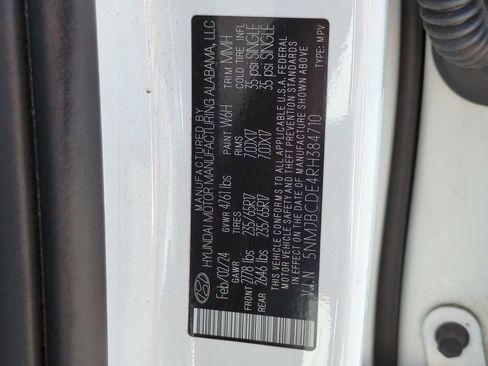 MANUFACTURED BY
HYUNDAI MOTOR MANUFACTURING ALABAMA, LLC
Feb/02/24 GVWR 4761 lbs PAINT W6H TRIM MMH
GAWR TIRES RIMS COLD TIRE INFL
FRONT 2778 lbs 235/65R17 7.0JX17 35 psi SINGLE
REAR 2646 lbs 235/65R17 7.0JX17 35 psi SINGLE
THIS VEHICLE CONFORMS TO ALL APPLICABLE U.S. FEDERAL
MOTOR VEHICLE SAFETY AND THEFT PREVENTION STANDARDS
IN EFFECT ON THE DATE OF MANUFACTURE SHOWN ABOVE
V.I.N 5NMJBCDE4RH384710 TYPE: MPV